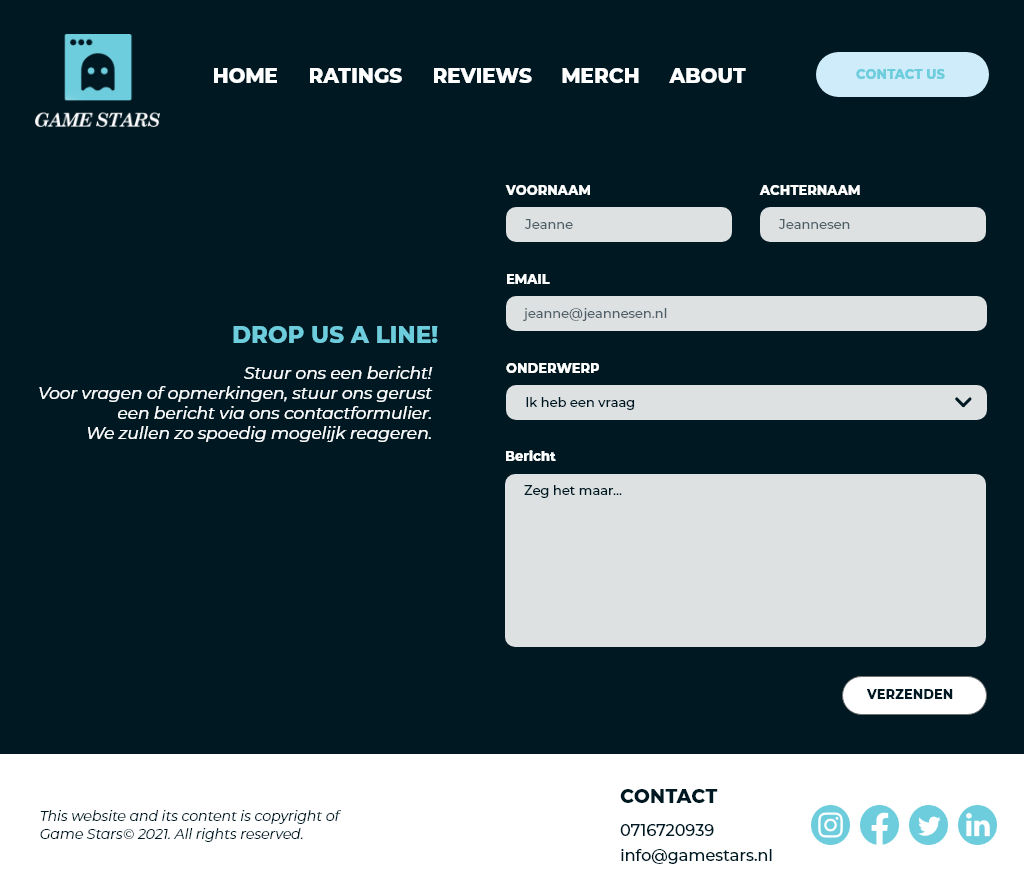 GAME STARS
HOME
RATINGS
REVIEWS
MERCH
ABOUT
CONTACT US
DROP US A LINE!
Stuur ons een bericht!
Voor vragen of opmerkingen, stuur ons gerust
een bericht via ons contactformulier.
We zullen zo spoedig mogelijk reageren.
VOORNAAM
Jeanne
ACHTERNAAM
Jeannesen
EMAIL
jeanne@jeannesen.nl
ONDERWERP
Ik heb een vraag
Bericht
Zeg het maar...
VERZENDEN
This website and its content is copyright of
Game Stars© 2021. All rights reserved.
CONTACT
0716720939
info@gamestars.nl